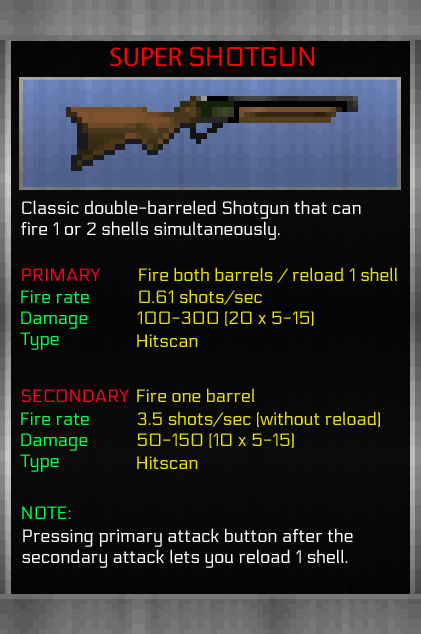 SUPER SHOTGUN
Classic double-barreled Shotgun that can
fire 1 or 2 shells simultaneously.
PRIMARY Fire both barrels / reload 1 shell
Fire rate 0.61 shots/sec
Damage 100-300 (20 x 5-15)
Type Hitscan
SECONDARY Fire one barrel
Fire rate 3.5 shots/sec (without reload)
Damage 50-150 (10 x 5-15)
Type Hitscan
NOTE:
Pressing primary attack button after the
secondary attack lets you reload 1 shell.